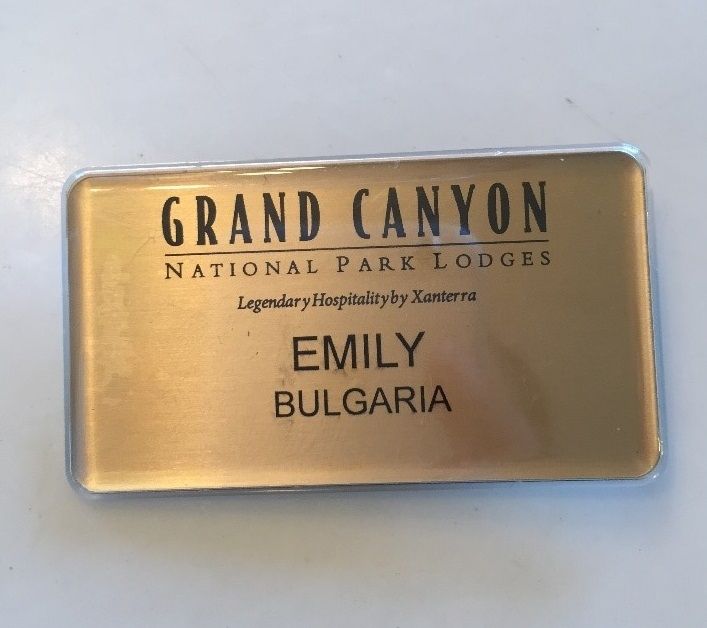 GRAND CANYON
NATIONAL PARK LODGES
Legendary Hospitality by Xanterra
EMILY
BULGARIA